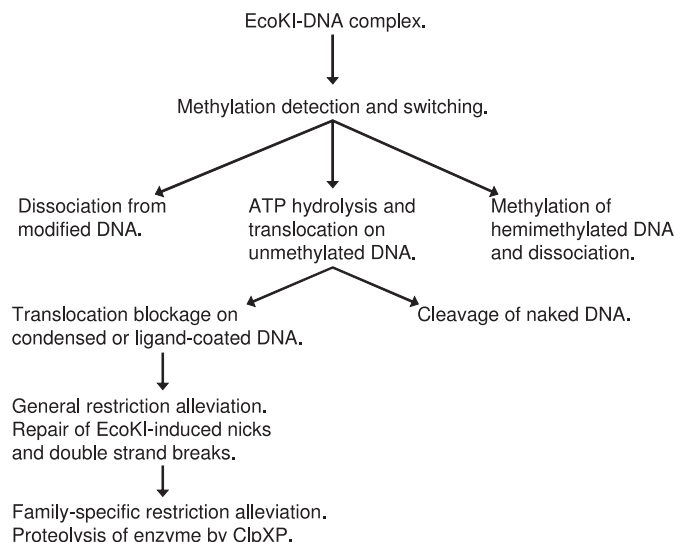 EcoKI-DNA complex.
Methylation detection and switching.
Dissociation from
modified DNA.
ATP hydrolysis and
translocation on
unmethylated DNA.
Methylation of
hemimethylated DNA
and dissociation.
Translocation blockage on
condensed or ligand-coated DNA.
Cleavage of naked DNA.
General restriction alleviation.
Repair of EcoKI-induced nicks
and double strand breaks.
Family-specific restriction alleviation.
Proteolysis of enzyme by ClpXP.